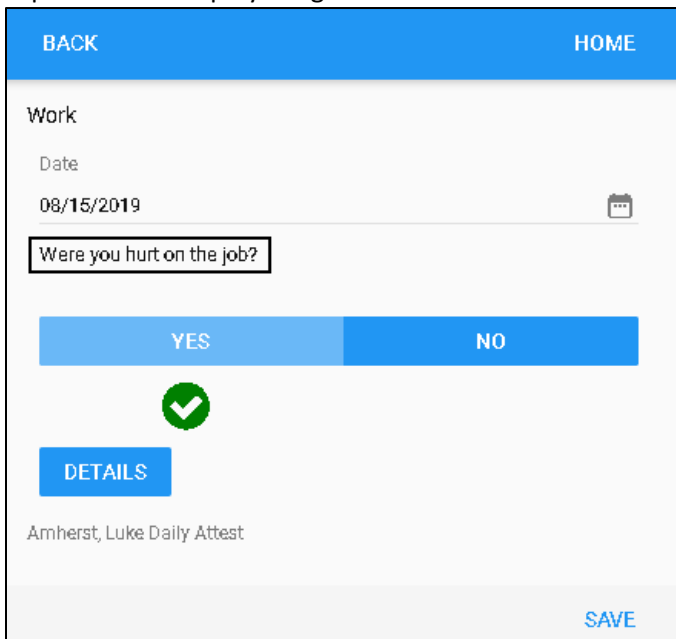 BACK HOME
Work
Date
08/15/2019
Were you hurt on the job?
YES NO
DETAILS
Amherst, Luke Daily Attest
SAVE